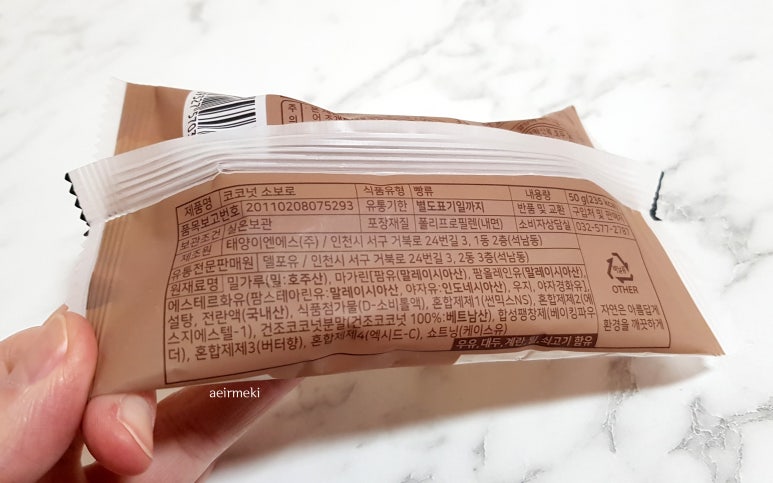 제품명 코코넛 소보로 식품유형 빵류 내용량 50 g(235 kcal)
품목보고번호 20110208075293 유통기한 별도표기일까지 반품 및 교환 구입처 및 판매처
보관조건 실온보관 포장재질 폴리프로필렌(내면) 소비자상담실 032-577-2781
제조원 태양이엔에스(주) / 인천시 서구 거북로 24번길 3, 1동 2층(석남동)
유통전문판매원 델포유 / 인천시 서구 거북로 24번길 3, 2동 3층(석남동)
원재료명 밀가루(밀:호주산), 마가린[팜유(말레이시아산), 팜올레인유(말레이시아산),
에스테르화유(팜스테아린유:말레이시아산, 야자유:인도네시아산), 우지, 야자경화유],
설탕, 전란액(국내산), 식품첨가물(D-소비톨액), 혼합제제1(썬믹스NS), 혼합제제2(에
스지에스텔-1), 건조코코넛분말(건조코코넛 100%:베트남산), 합성팽창제(베이킹파우
더), 혼합제제3(버터향), 혼합제제4(엑시드-C), 쇼트닝(케이스유)
우유, 대두, 계란, 밀, 쇠고기 함유
OTHER
자연은 아름답게
환경을 깨끗하게
aeirmeki